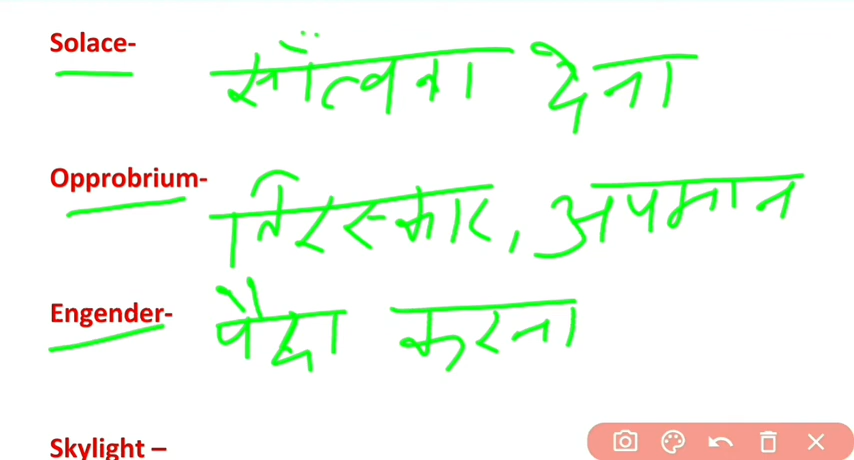 Solace- सांत्वना देना
Opprobrium- तिरस्कार, अपमान
Engender- पैदा करना
Skylight –